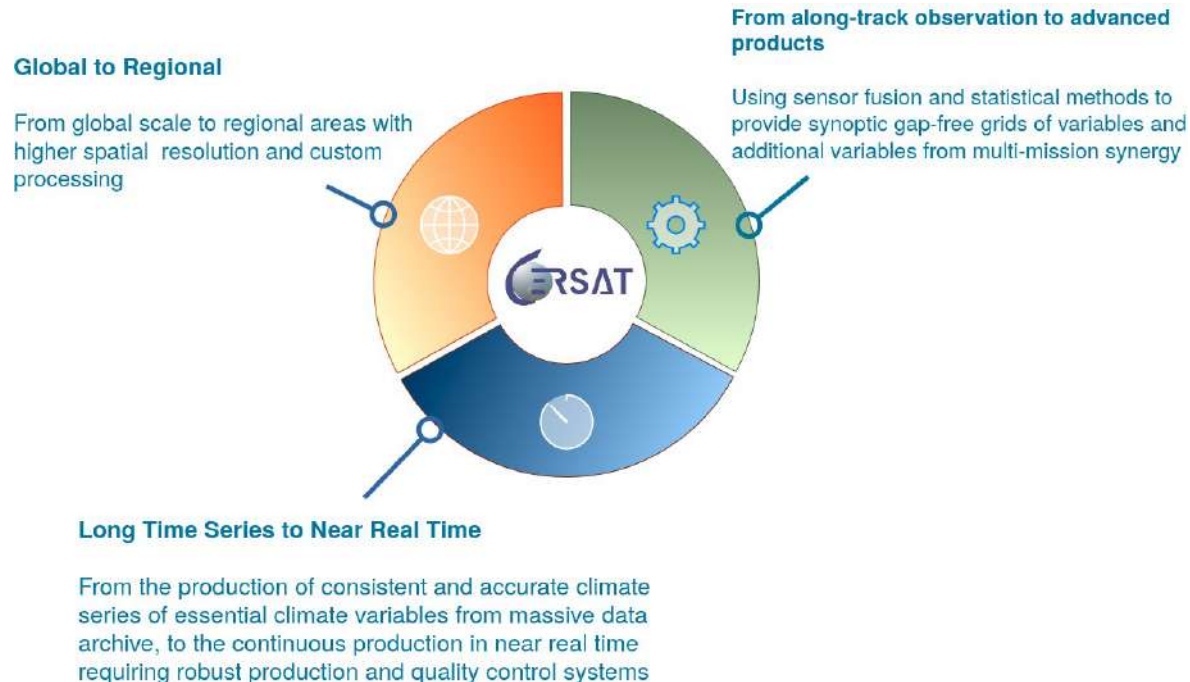 From along-track observation to advanced
products
Using sensor fusion and statistical methods to
provide synoptic gap-free grids of variables and
additional variables from multi-mission synergy
Global to Regional
From global scale to regional areas with
higher spatial resolution and custom
processing
CERSAT
Long Time Series to Near Real Time
From the production of consistent and accurate climate
series of essential climate variables from massive data
archive, to the continuous production in near real time
requiring robust production and quality control systems